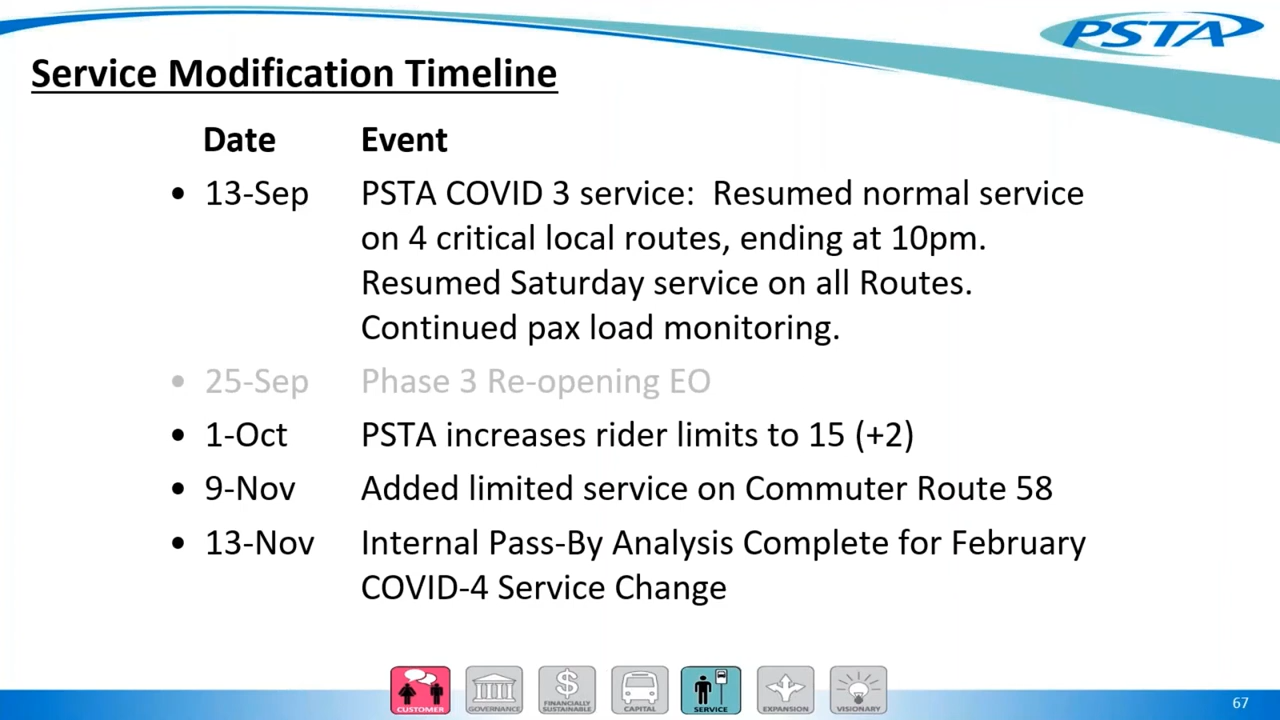 PSTA
Service Modification Timeline
Date Event
• 13-Sep PSTA COVID 3 service: Resumed normal service
on 4 critical local routes, ending at 10pm.
Resumed Saturday service on all Routes.
Continued pax load monitoring.
• 25-Sep Phase 3 Re-opening EO
• 1-Oct PSTA increases rider limits to 15 (+2)
• 9-Nov Added limited service on Commuter Route 58
• 13-Nov Internal Pass-By Analysis Complete for February
COVID-4 Service Change
CUSTOMER
GOVERNANCE
FINANCIALLY
SUSTAINABLE
CAPITAL
SERVICE
EXPANSION
VISIONARY
67